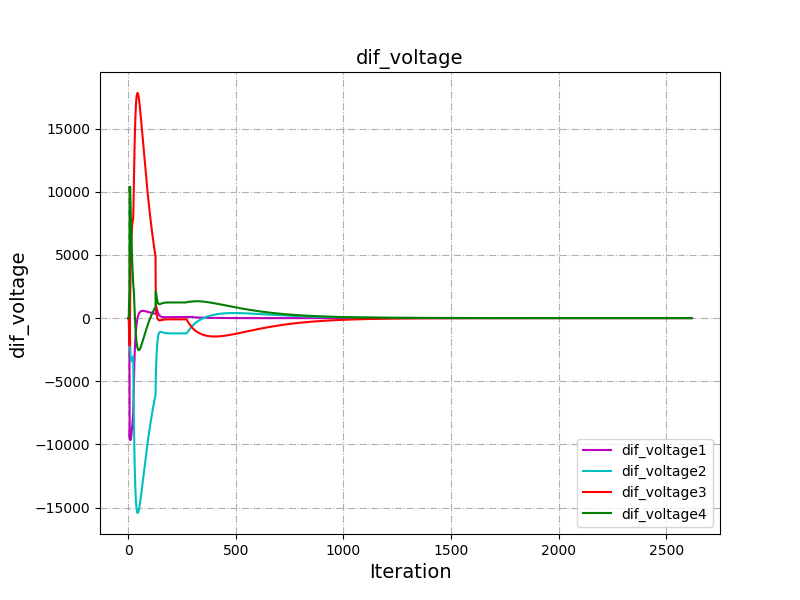 dif_voltage
15000
10000
5000
0
−5000
−10000
−15000
dif_voltage
0
500
1000
1500
2000
2500
Iteration
dif_voltage1
dif_voltage2
dif_voltage3
dif_voltage4